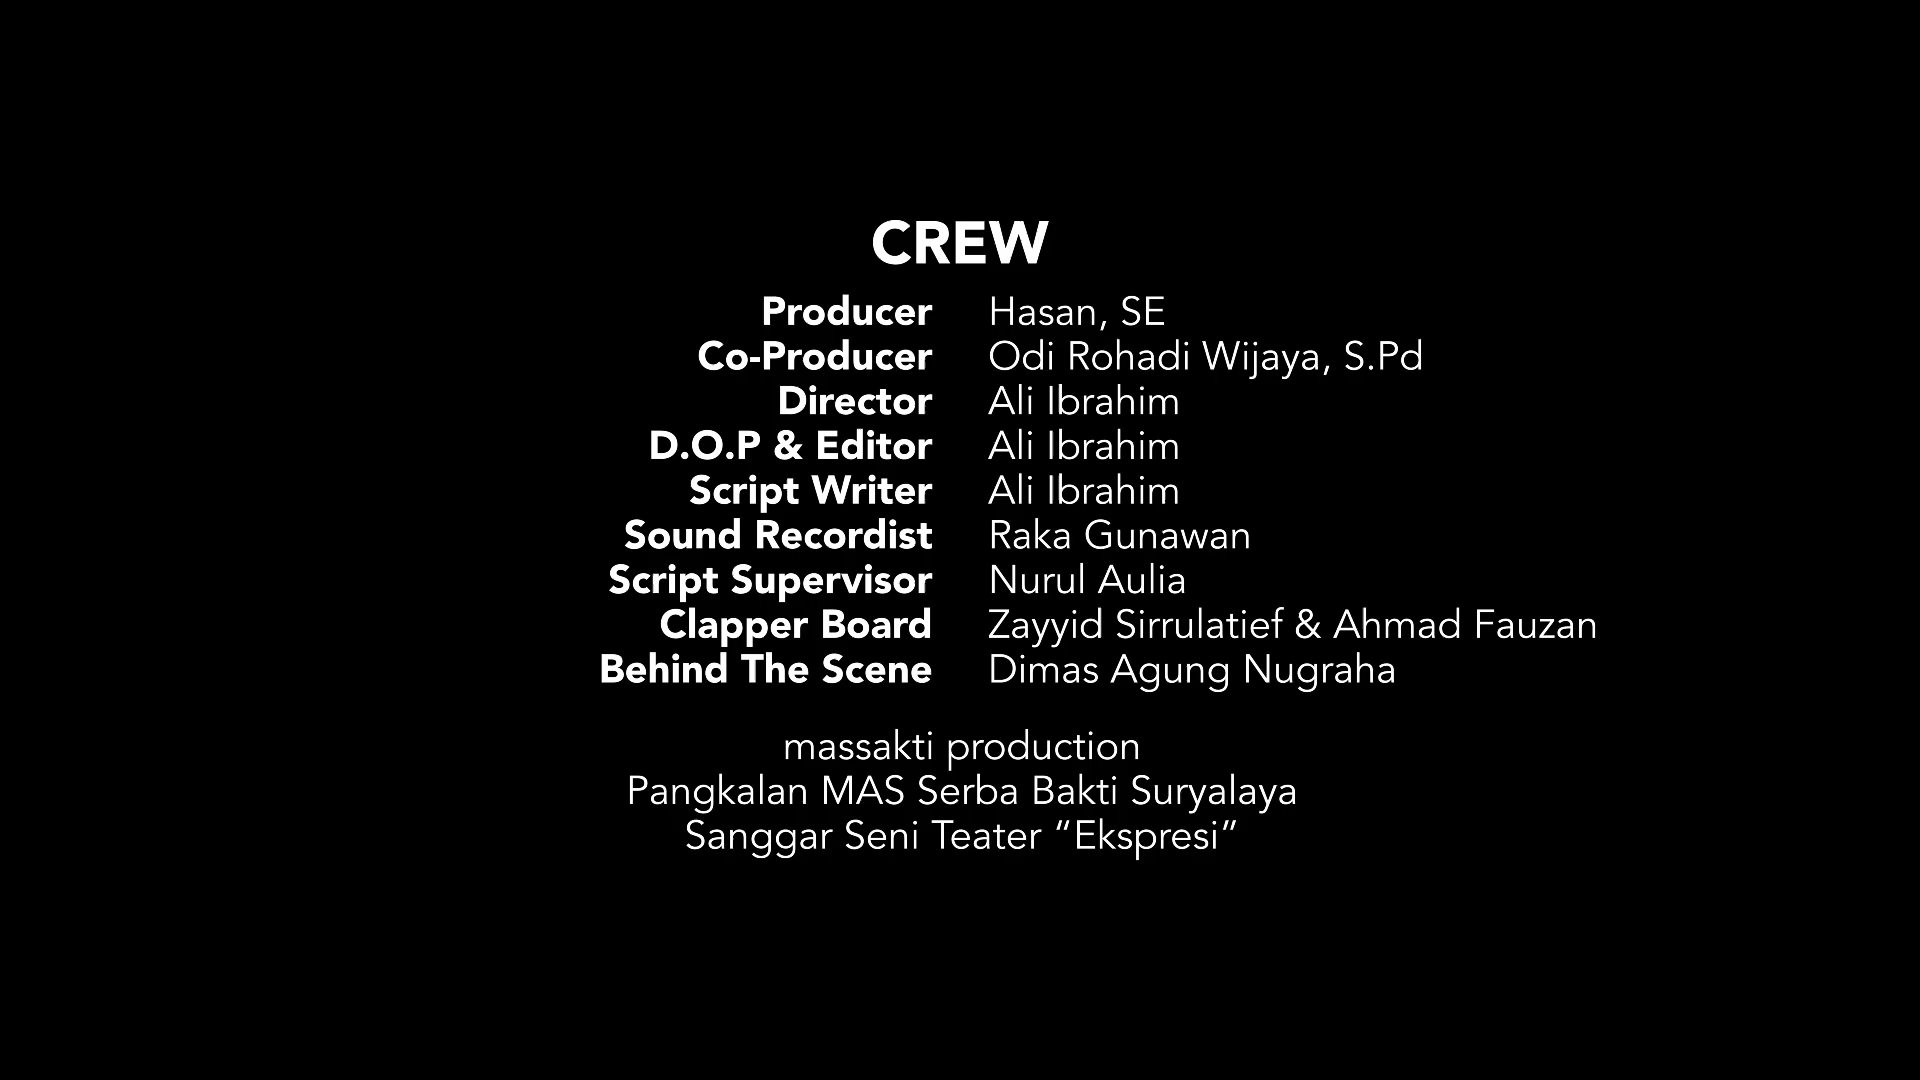 CREW
Producer Hasan, SE
Co-Producer Odi Rohadi Wijaya, S.Pd
Director Ali Ibrahim
D.O.P & Editor Ali Ibrahim
Script Writer Ali Ibrahim
Sound Recordist Raka Gunawan
Script Supervisor Nurul Aulia
Clapper Board Zayyid Sirrulatief & Ahmad Fauzan
Behind The Scene Dimas Agung Nugraha
massakti production
Pangkalan MAS Serba Bakti Suryalaya
Sanggar Seni Teater “Ekspresi”